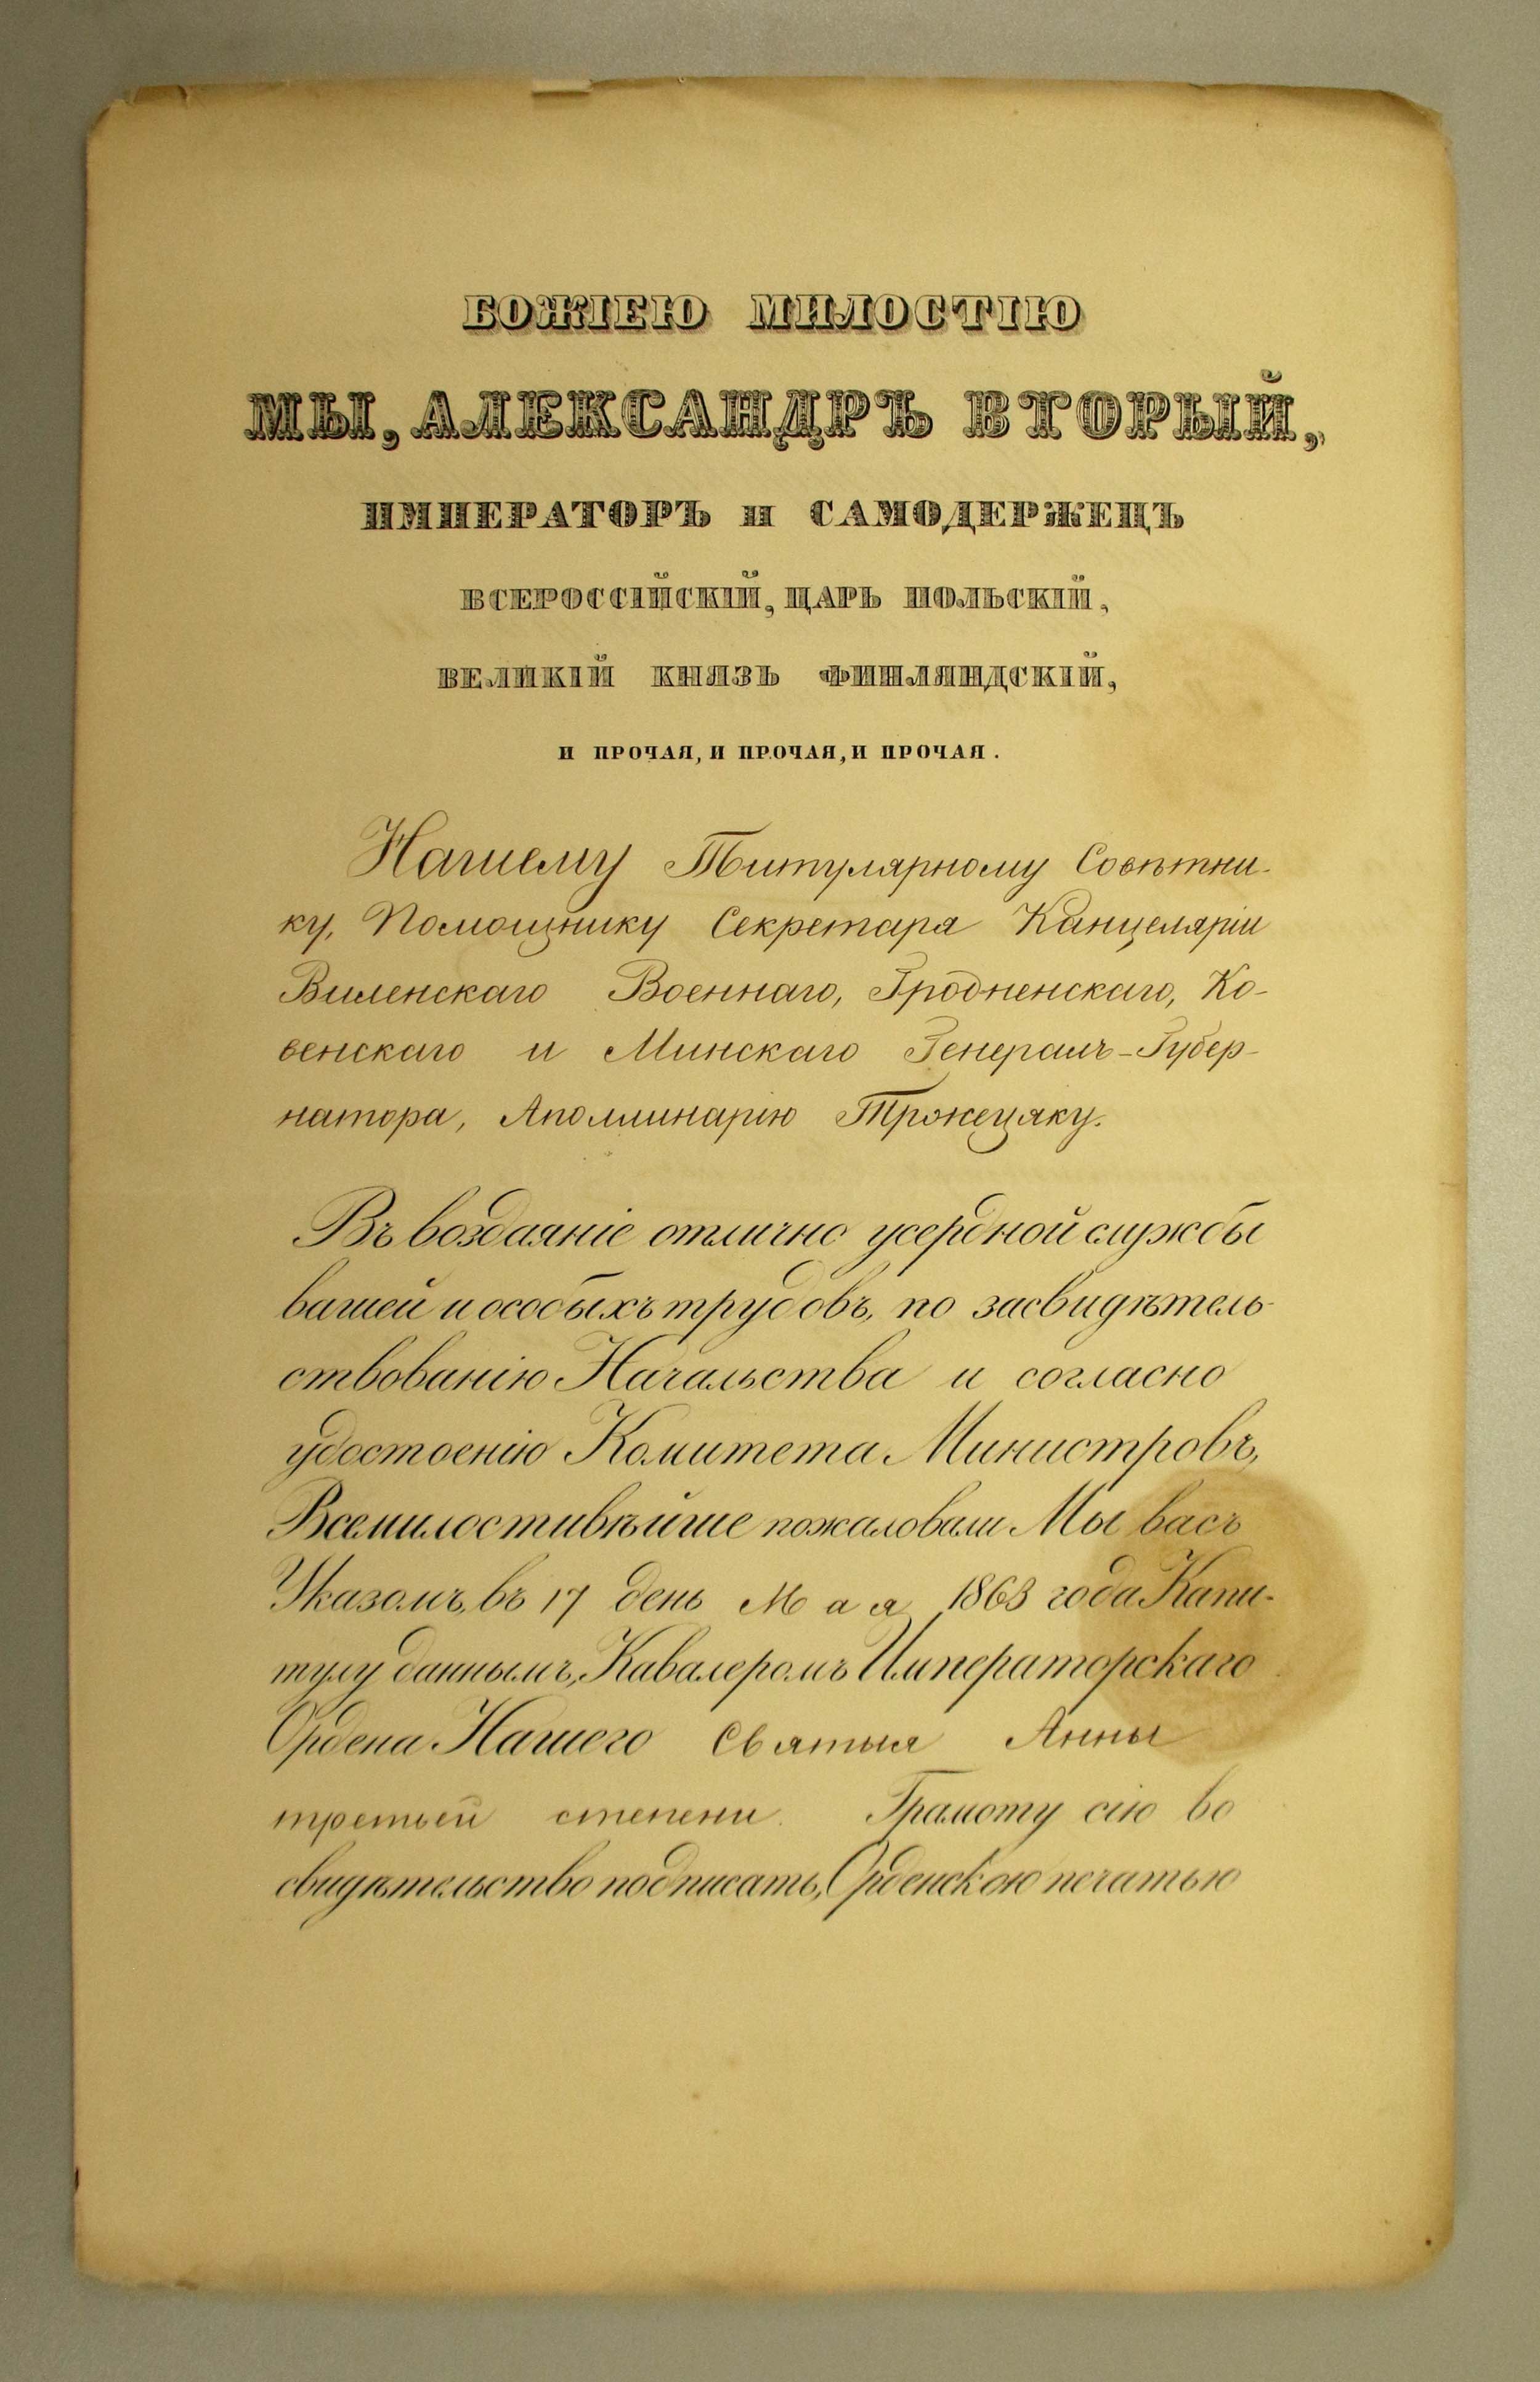 БОЖІЕЮ МИЛОСТІЮ
МЫ, АЛЕКСАНДРЪ ВТОРЫЙ,
ИМПЕРАТОРЪ и САМОДЕРЖЕЦЪ
ВСЕРОССІЙСКІЙ, ЦАРЬ ПОЛЬСКІЙ,
ВЕЛИКІЙ КНЯЗЬ ФИНЛЯНДСКІЙ,
И ПРОЧАЯ, И ПРОЧАЯ, И ПРОЧАЯ.
Нашему Титулярному Совѣтни-
ку, Помощнику Секретаря Канцеляріи
Виленскаго Военнаго, Гродненскаго, Ко-
венскаго и Минскаго Генералъ-Губер-
натора, Аполлинарію Тржецяку.
Въ воздаяніе отлично усердной службы
вашей и особыхъ трудовъ, по засвидѣтель-
ствованію Начальства и согласно
удостоенію Комитета Министровъ,
Всемилостивѣйше пожаловали Мы васъ
Указомъ, въ 17 день Мая 1863 года Капи-
тулу даннымъ, Кавалеромъ Императорскаго
Ордена Нашего Святыя Анны
третьей степени. Грамоту сію во
свидѣтельство подписать, Орденскою печатью